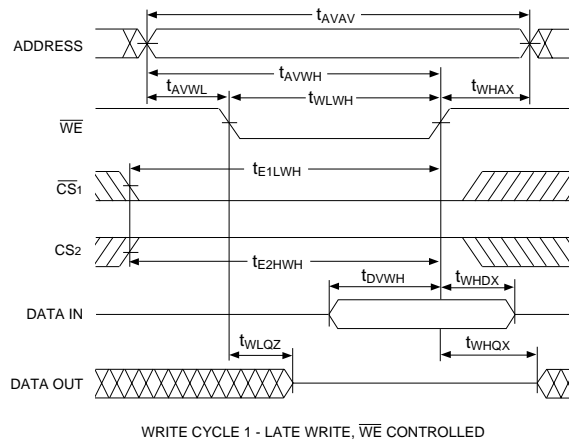 tAVAV
ADDRESS
tAVWH
tAVWL
tWLWH
tWHAX
WE
tE1LWH
CS1
CS2
tE2HWH
tDVWH
tWHDX
DATA IN
tWLQZ
tWHQX
DATA OUT
WRITE CYCLE 1 - LATE WRITE, WE CONTROLLED